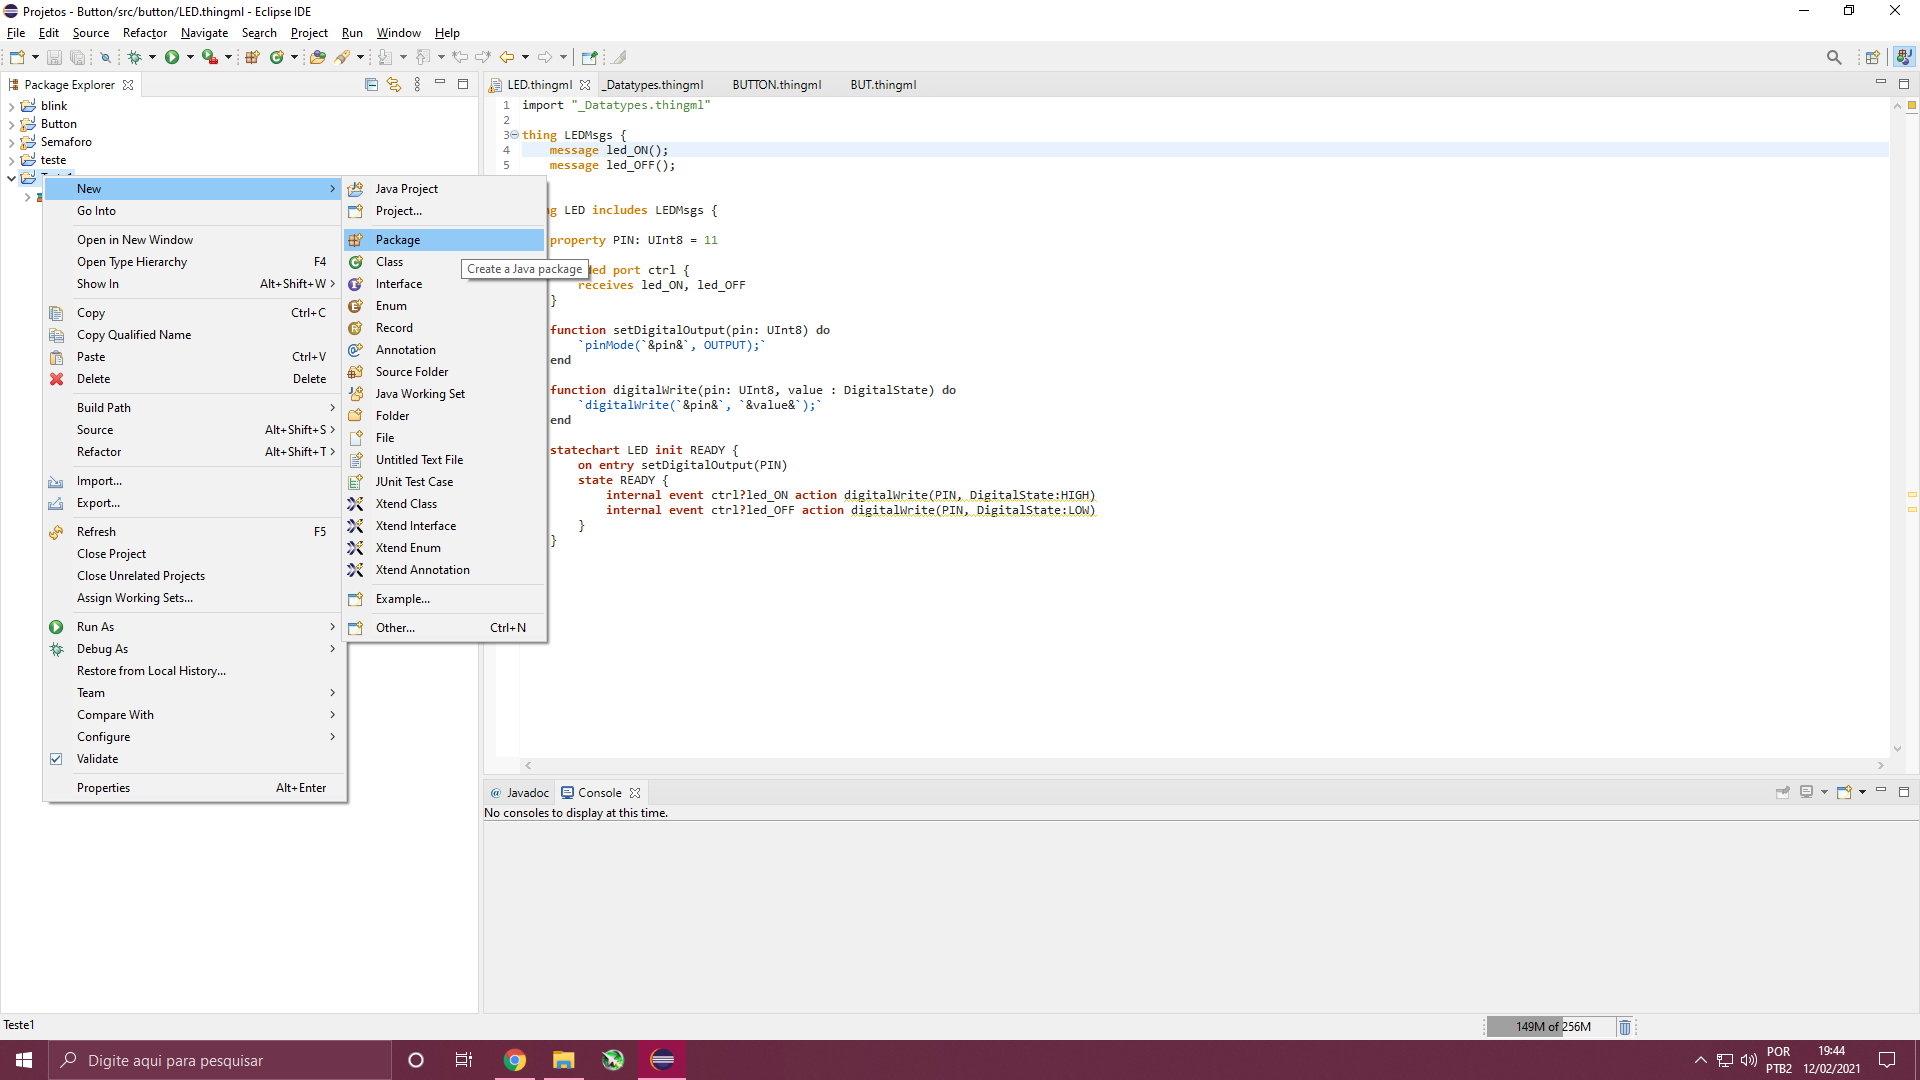 Projetos - Button/src/button/LED.thingml - Eclipse IDE
File Edit Source Refactor Navigate Search Project Run Window Help
Package Explorer
blink
Button
Semaforo
teste
New
Go Into
Open in New Window
Open Type Hierarchy F4
Show In Alt+Shift+W >
Copy Ctrl+C
Copy Qualified Name
Paste Ctrl+V
Delete Delete
Build Path >
Source Alt+Shift+S >
Refactor Alt+Shift+T >
Import...
Export...
Refresh F5
Close Project
Close Unrelated Projects
Assign Working Sets...
Run As >
Debug As >
Restore from Local History...
Team >
Compare With >
Configure >
Validate
Properties Alt+Enter
Java Project
Project...
Package
Class
Interface
Enum
Record
Annotation
Source Folder
Java Working Set
Folder
File
Untitled Text File
JUnit Test Case
Xtend Class
Xtend Interface
Xtend Enum
Xtend Annotation
Example...
Other... Ctrl+N
Create a Java package
LED.thingml _Datatypes.thingml BUTTON.thingml BUT.thingml
1 import "_Datatypes.thingml"
2
3 thing LEDMsgs {
4 message led_ON();
5 message led_OFF();
g LED includes LEDMsgs {
property PIN: UInt8 = 11
ed port ctrl {
receives led_ON, led_OFF
}
function setDigitalOutput(pin: UInt8) do
`pinMode(`&pin&`, OUTPUT);`
end
function digitalWrite(pin: UInt8, value : DigitalState) do
`digitalWrite(`&pin&`, `&value&`);`
end
statechart LED init READY {
on entry setDigitalOutput(PIN)
state READY {
internal event ctrl?led_ON action digitalWrite(PIN, DigitalState:HIGH)
internal event ctrl?led_OFF action digitalWrite(PIN, DigitalState:LOW)
}
}
@ Javadoc Console
No consoles to display at this time.
Teste1
149M of 256M
Digite aqui para pesquisar
POR
PTB2
19:44
12/02/2021